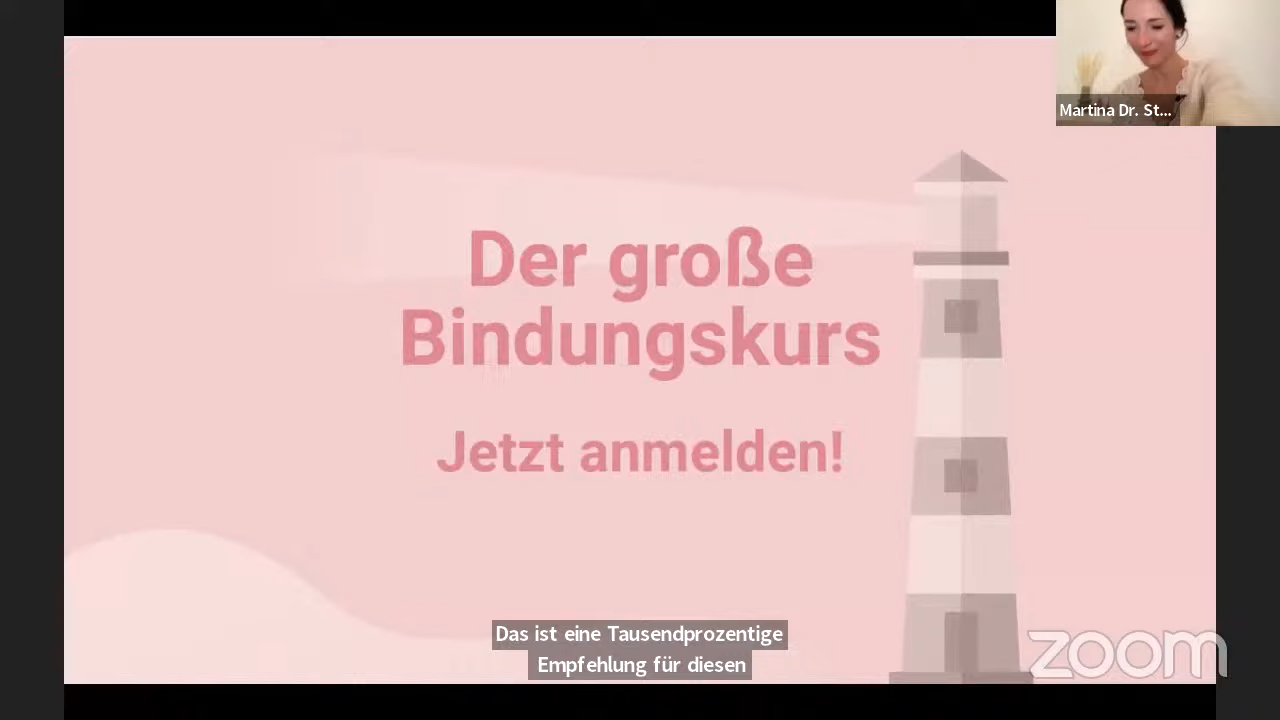 Martina Dr. St...
Der große
Bindungskurs
Jetzt anmelden!
Das ist eine Tausendprozentige
Empfehlung für diesen
zoom